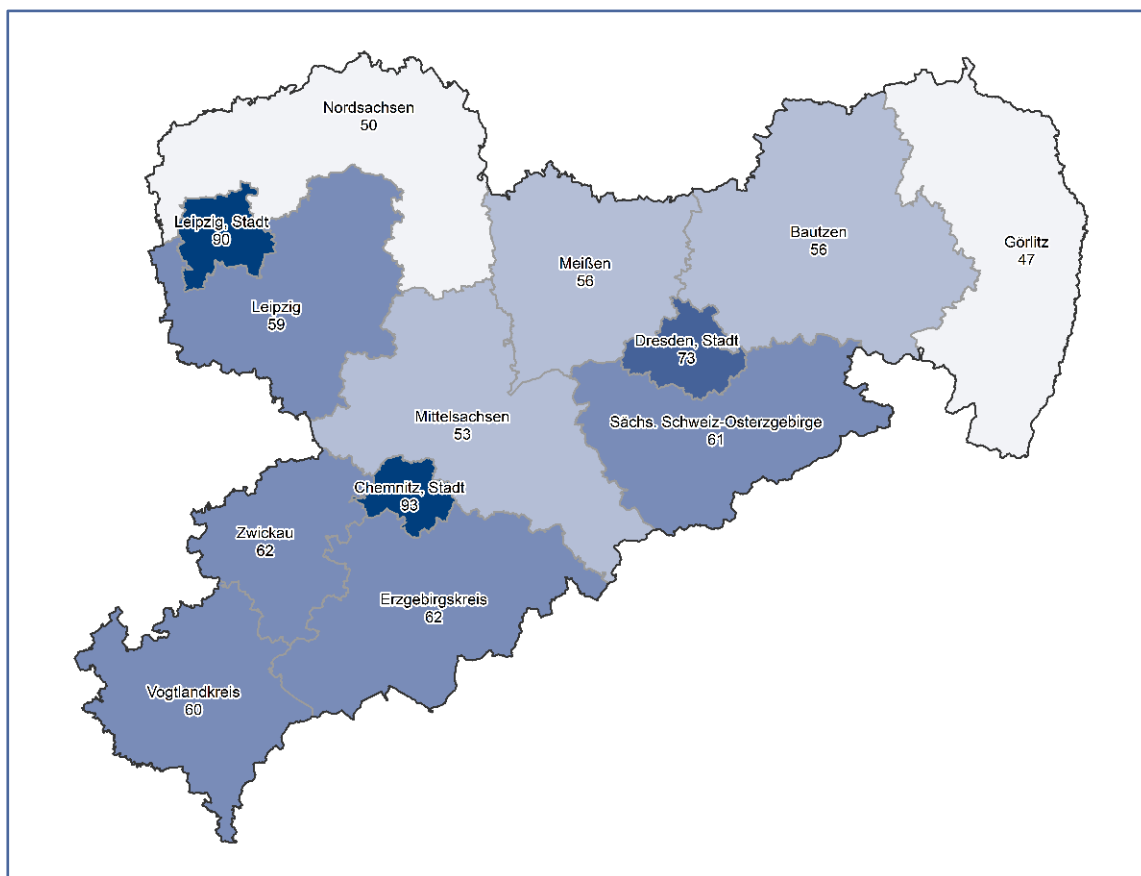 Nordsachsen
50
Leipzig, Stadt
90
Leipzig
59
Meißen
56
Bautzen
56
Görlitz
47
Dresden, Stadt
73
Mittelsachsen
53
Sächs. Schweiz-Osterzgebirge
61
Chemnitz, Stadt
93
Zwickau
62
Erzgebirgskreis
62
Vogtlandkreis
60